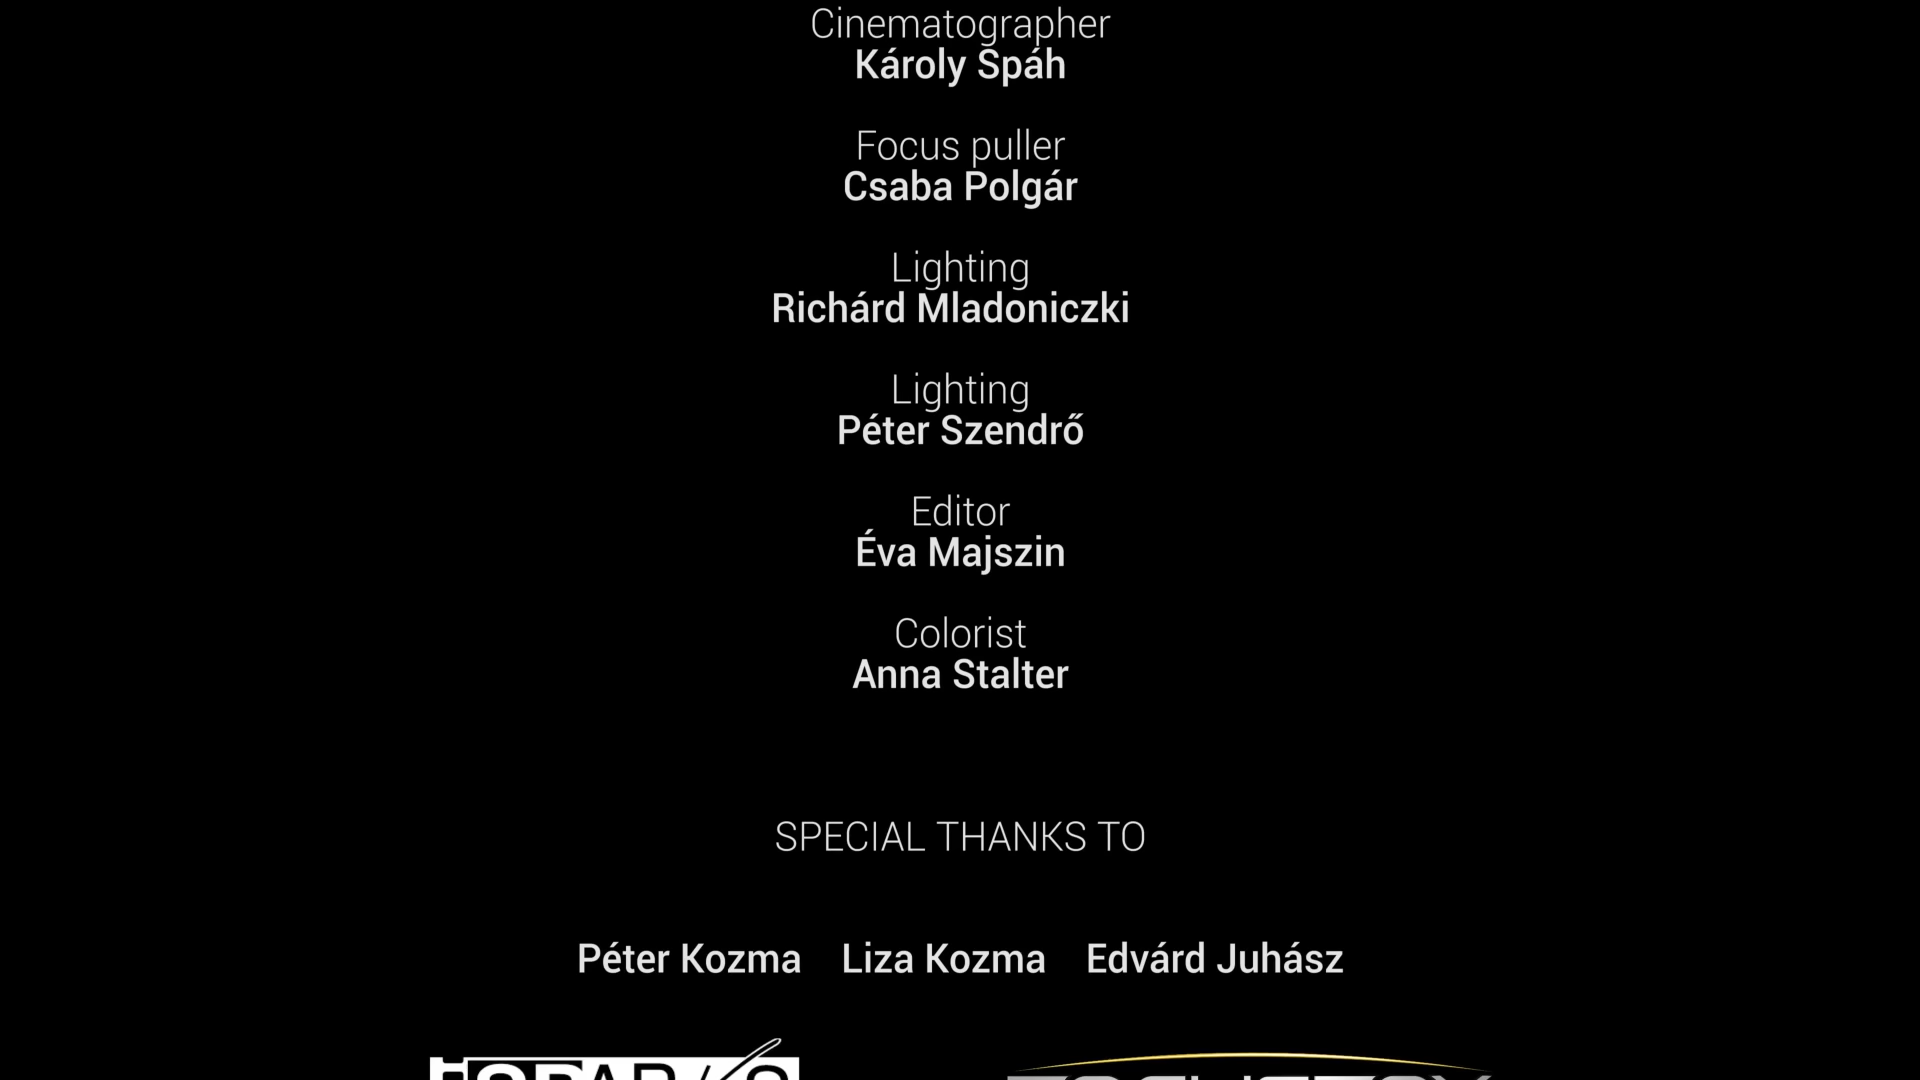 Cinematographer
Károly Spáh
Focus puller
Csaba Polgár
Lighting
Richárd Mladoniczki
Lighting
Péter Szendrő
Editor
Éva Majszin
Colorist
Anna Stalter
SPECIAL THANKS TO
Péter Kozma Liza Kozma Edvárd Juhász